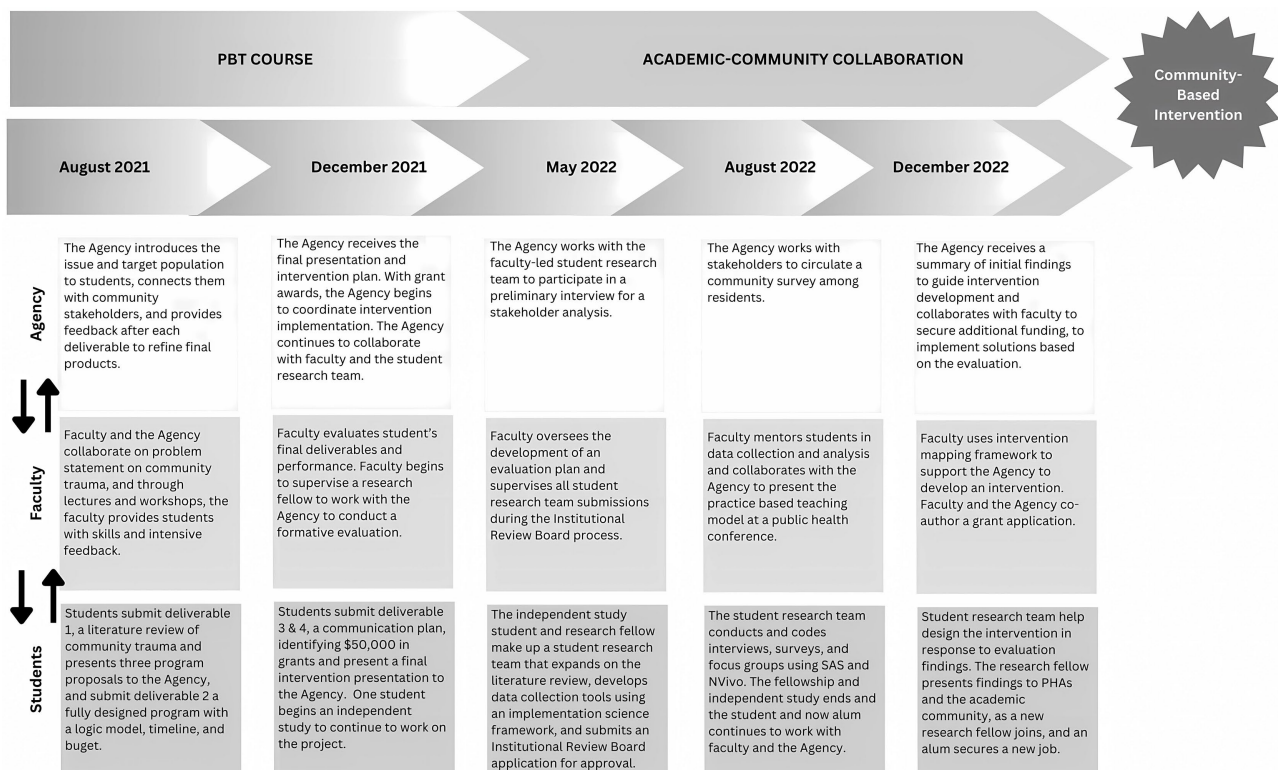 PBT COURSE
ACADEMIC-COMMUNITY COLLABORATION
Community-
Based
Intervention
August 2021
December 2021
May 2022
August 2022
December 2022
Agency
The Agency introduces the
issue and target population
to students, connects them
with community
stakeholders, and provides
feedback after each
deliverable to refine final
products.
The Agency receives the
final presentation and
intervention plan. With grant
awards, the Agency begins
to coordinate intervention
implementation. The Agency
continues to collaborate
with faculty and the student
research team.
The Agency works with the
faculty-led student research
team to participate in a
preliminary interview for a
stakeholder analysis.
The Agency works with
stakeholders to circulate a
community survey among
residents.
The Agency receives a
summary of initial findings
to guide intervention
development and
collaborates with faculty to
secure additional funding, to
implement solutions based
on the evaluation.
Faculty
Faculty and the Agency
collaborate on problem
statement on community
trauma, and through
lectures and workshops, the
faculty provides students
with skills and intensive
feedback.
Faculty evaluates student's
final deliverables and
performance. Faculty begins
to supervise a research
fellow to work with the
Agency to conduct a
formative evaluation.
Faculty oversees the
development of an
evaluation plan and
supervises all student
research team submissions
during the Institutional
Review Board process.
Faculty mentors students in
data collection and analysis
and collaborates with the
Agency to present the
practice based teaching
model at a public health
conference.
Faculty uses intervention
mapping framework to
support the Agency to
develop an intervention.
Faculty and the Agency co-
author a grant application.
Students
Students submit deliverable
1, a literature review of
community trauma and
presents three program
proposals to the Agency,
and submit deliverable 2 a
fully designed program with
a logic model, timeline, and
buget.
Students submit deliverable
3 & 4, a communication plan,
identifying $50,000 in
grants and present a final
intervention presentation to
the Agency. One student
begins an independent
study to continue to work on
the project.
The independent study
student and research fellow
make up a student research
team that expands on the
literature review, develops
data collection tools using
an implementation science
framework, and submits an
Institutional Review Board
application for approval.
The student research team
conducts and codes
interviews, surveys, and
focus groups using SAS and
NVivo. The fellowship and
independent study ends and
the student and now alum
continues to work with
faculty and the Agency.
Student research team help
design the intervention in
response to evaluation
findings. The research fellow
presents findings to PHAs
and the academic
community, as a new
research fellow joins, and an
alum secures a new job.